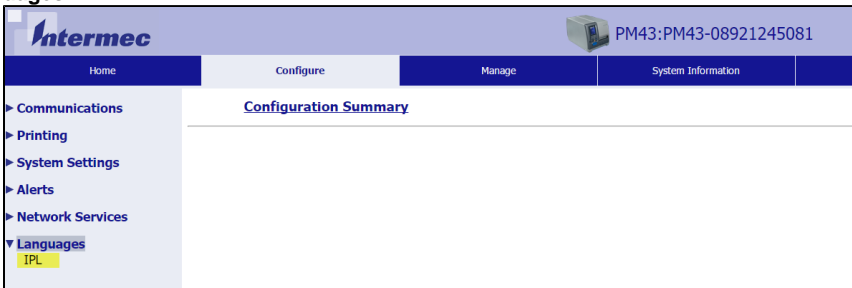 Intermec
PM43:PM43-08921245081
Home Configure Manage System Information
Configuration Summary
Communications
Printing
System Settings
Alerts
Network Services
Languages
IPL